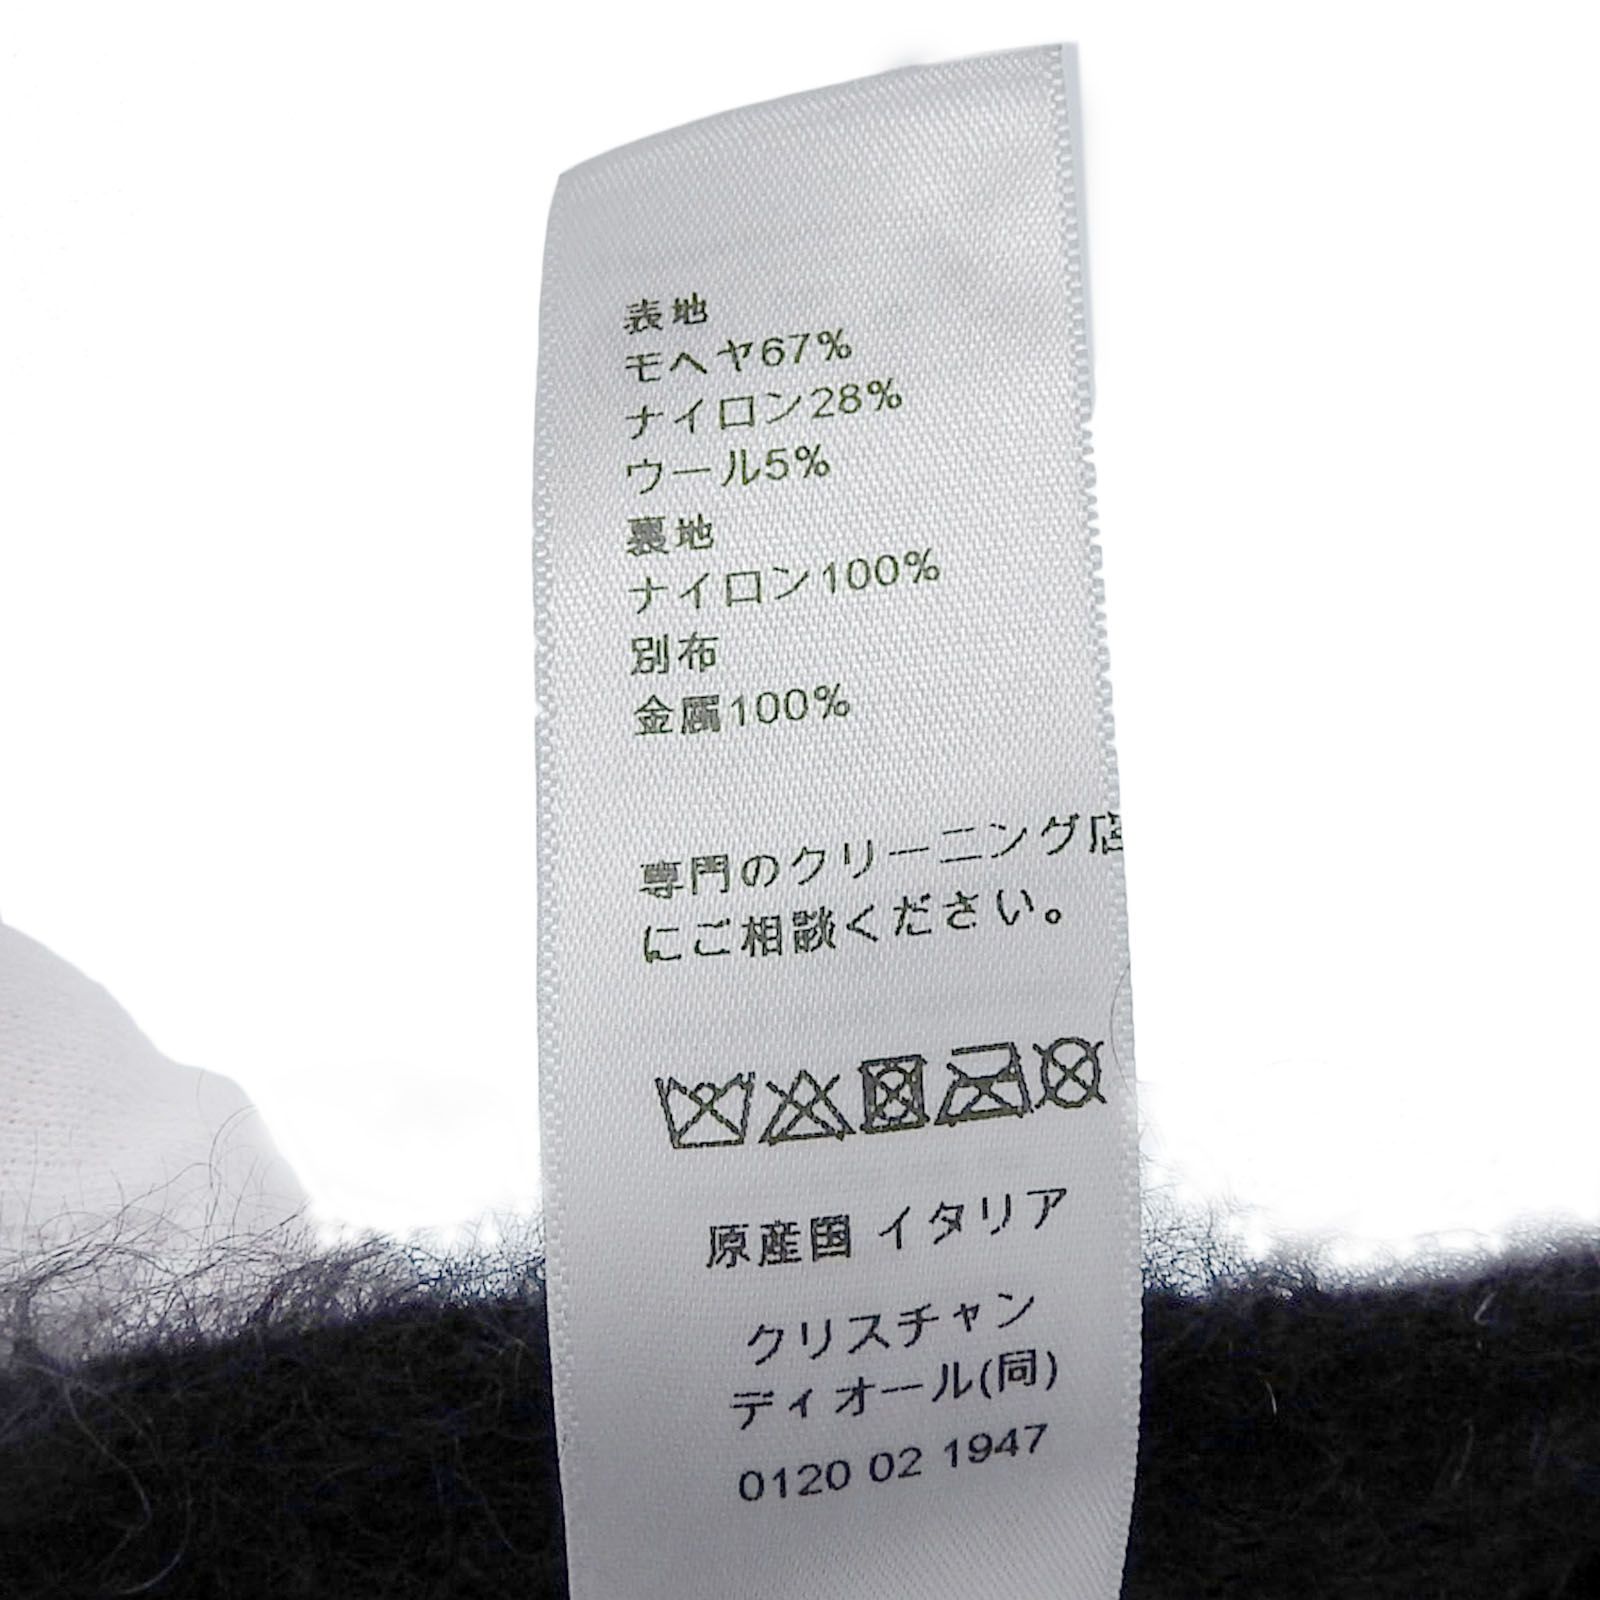 表地
モヘヤ67%
ナイロン28%
ウール5%
裏地
ナイロン100%
別布
金属100%
専門のクリーニング店
にご相談ください。
原産国 イタリア
クリスチャン
ディオール(同)
0120 02 1947